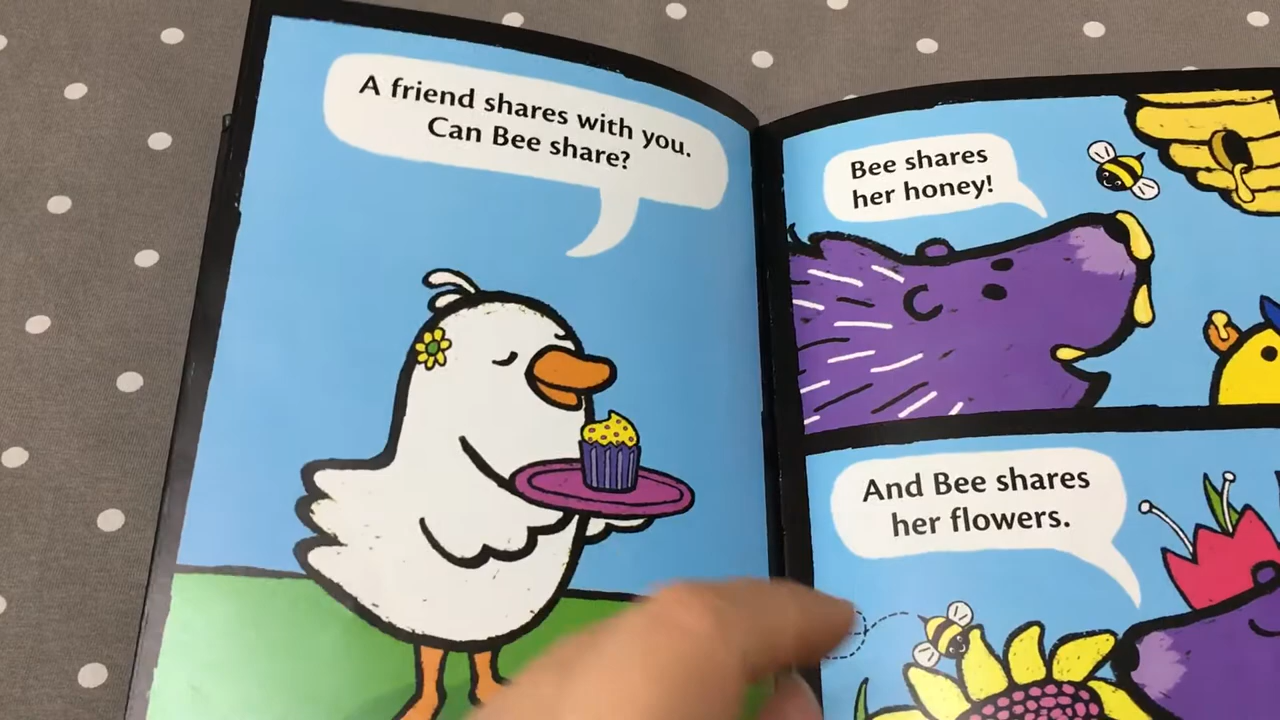 A friend shares with you.
Can Bee share?
Bee shares
her honey!
And Bee shares
her flowers.